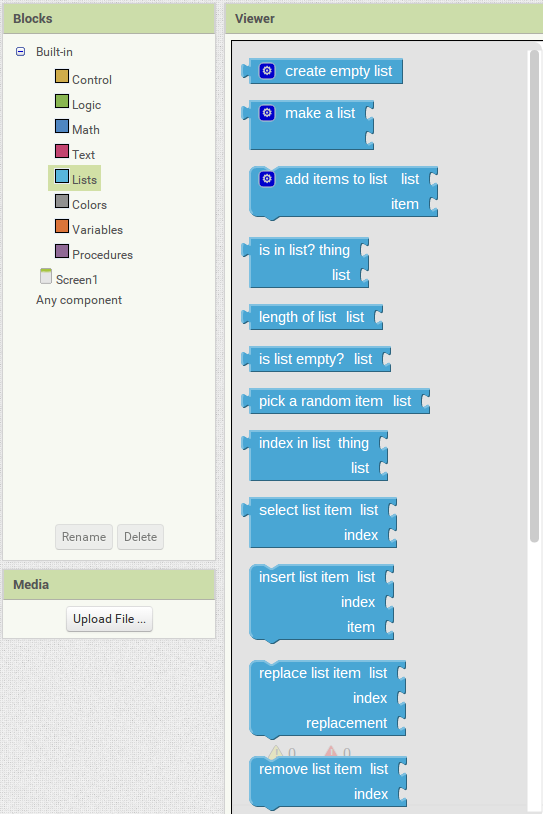 Blocks
Built-in
Control
Logic
Math
Text
Lists
Colors
Variables
Procedures
Screen1
Any component
Rename Delete
Media
Upload File ...
Viewer
create empty list
make a list
add items to list list
item
is in list? thing
list
length of list list
is list empty? list
pick a random item list
index in list thing
list
select list item list
index
insert list item list
index
item
replace list item list
index
replacement
0 0
remove list item list
index